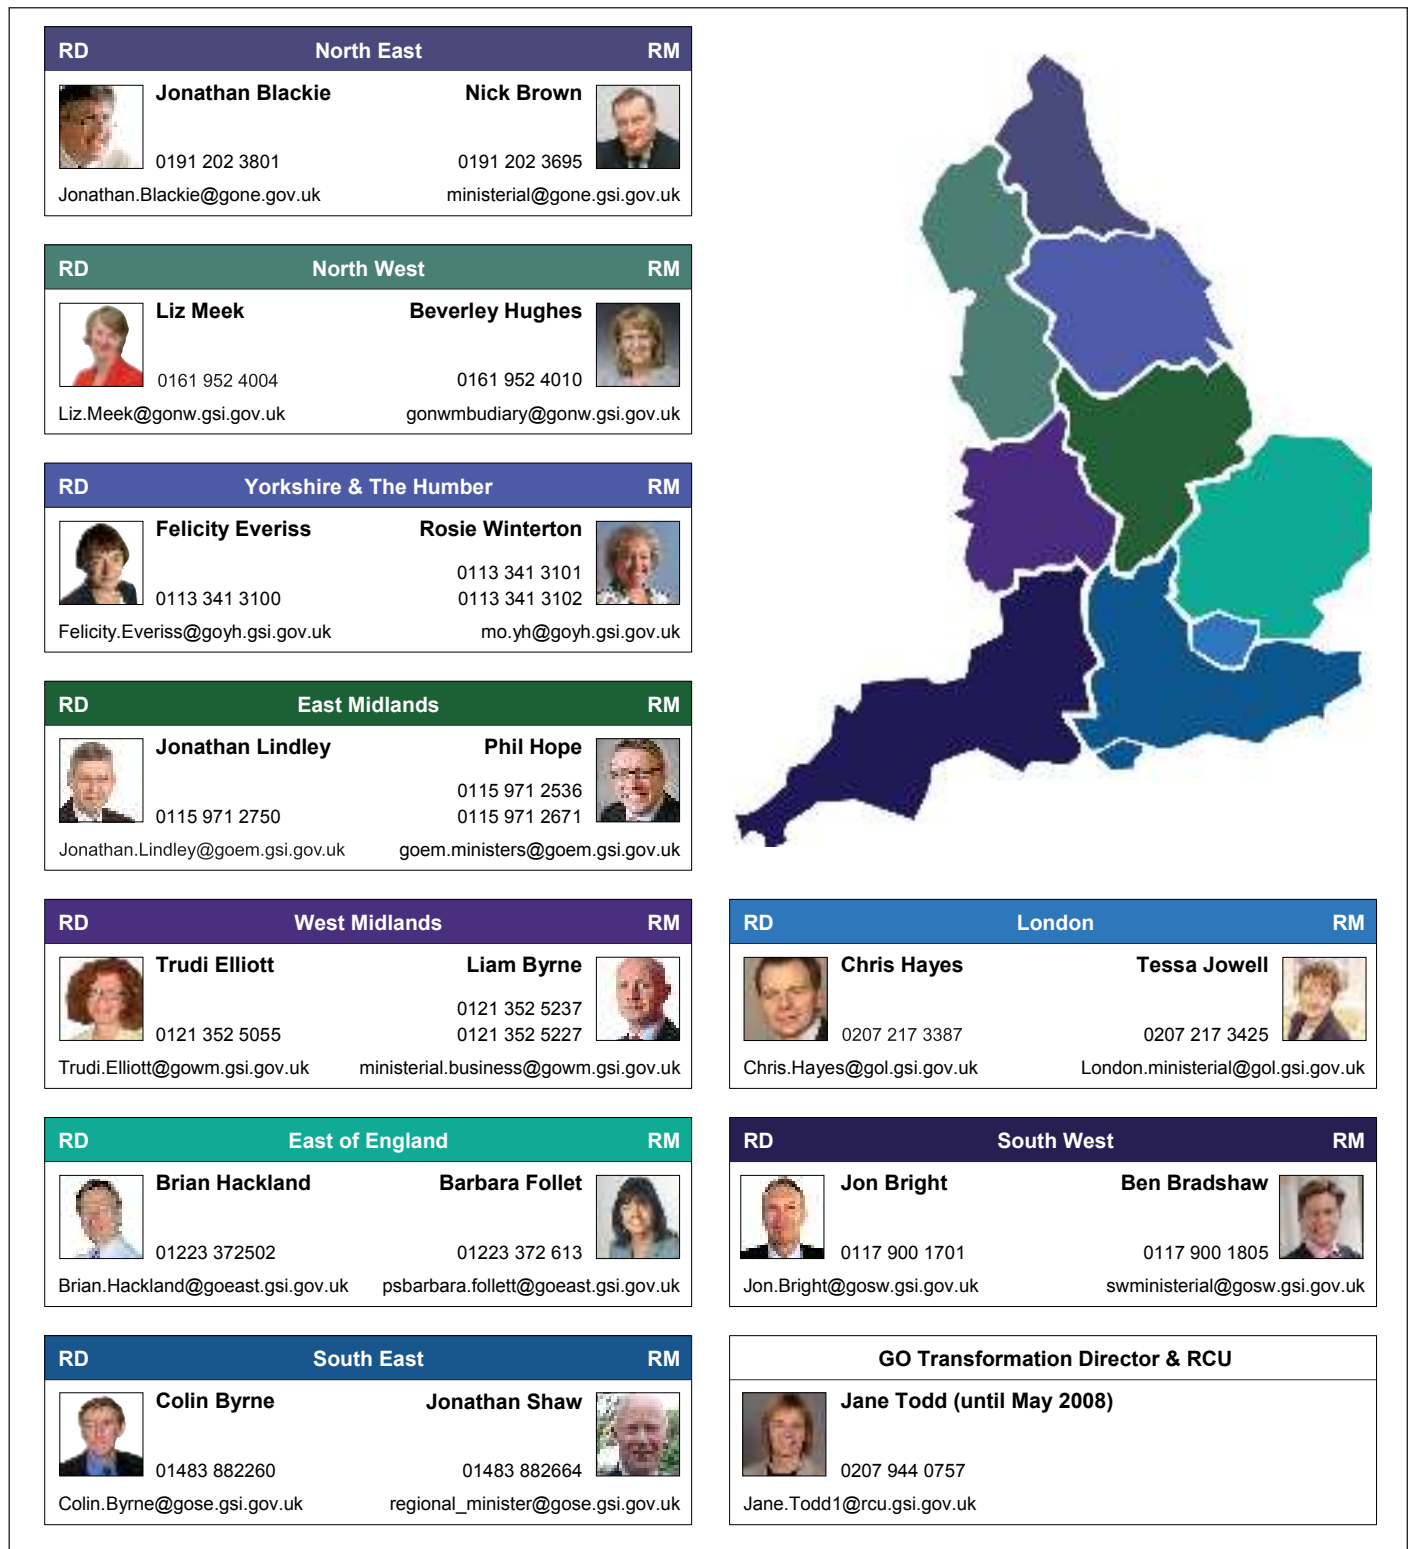 RD North East RM
Jonathan Blackie Nick Brown
0191 202 3801 0191 202 3695
Jonathan.Blackie@gone.gov.uk ministerial@gone.gsi.gov.uk
RD North West RM
Liz Meek Beverley Hughes
0161 952 4004 0161 952 4010
Liz.Meek@gonw.gsi.gov.uk gonwmbudiary@gonw.gsi.gov.uk
RD Yorkshire & The Humber RM
Felicity Everiss Rosie Winterton
0113 341 3101
0113 341 3100 0113 341 3102
Felicity.Everiss@goyh.gsi.gov.uk mo.yh@goyh.gsi.gov.uk
RD East Midlands RM
Jonathan Lindley Phil Hope
0115 971 2536
0115 971 2750 0115 971 2671
Jonathan.Lindley@goem.gsi.gov.uk goem.ministers@goem.gsi.gov.uk
RD West Midlands RM
Trudi Elliott Liam Byrne
0121 352 5237
0121 352 5055 0121 352 5227
Trudi.Elliott@gowm.gsi.gov.uk ministerial.business@gowm.gsi.gov.uk
RD East of England RM
Brian Hackland Barbara Follet
01223 372502 01223 372 613
Brian.Hackland@goeast.gsi.gov.uk psbarbara.follett@goeast.gsi.gov.uk
RD South East RM
Colin Byrne Jonathan Shaw
01483 882260 01483 882664
Colin.Byrne@gose.gsi.gov.uk regional_minister@gose.gsi.gov.uk
RD London RM
Chris Hayes Tessa Jowell
0207 217 3387 0207 217 3425
Chris.Hayes@gol.gsi.gov.uk London.ministerial@gol.gsi.gov.uk
RD South West RM
Jon Bright Ben Bradshaw
0117 900 1701 0117 900 1805
Jon.Bright@gosw.gsi.gov.uk swministerial@gosw.gsi.gov.uk
GO Transformation Director & RCU
Jane Todd (until May 2008)
0207 944 0757
Jane.Todd1@rcu.gsi.gov.uk